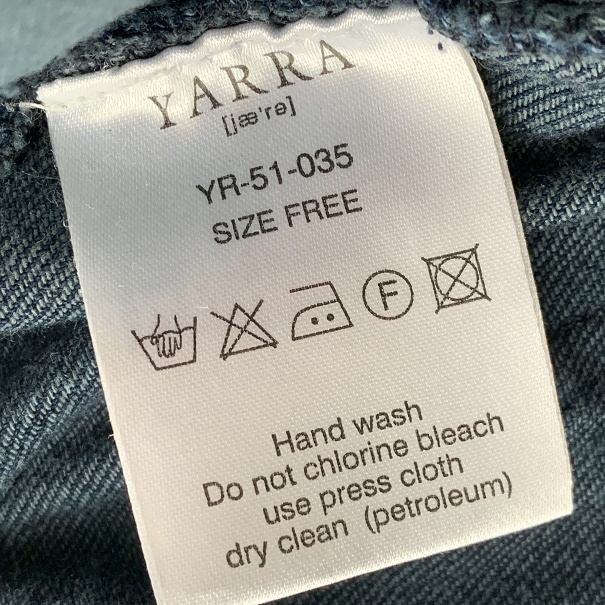 YARRA
[jæ're]
YR-51-035
SIZE FREE
F
Hand wash
Do not chlorine bleach
use press cloth
dry clean (petroleum)